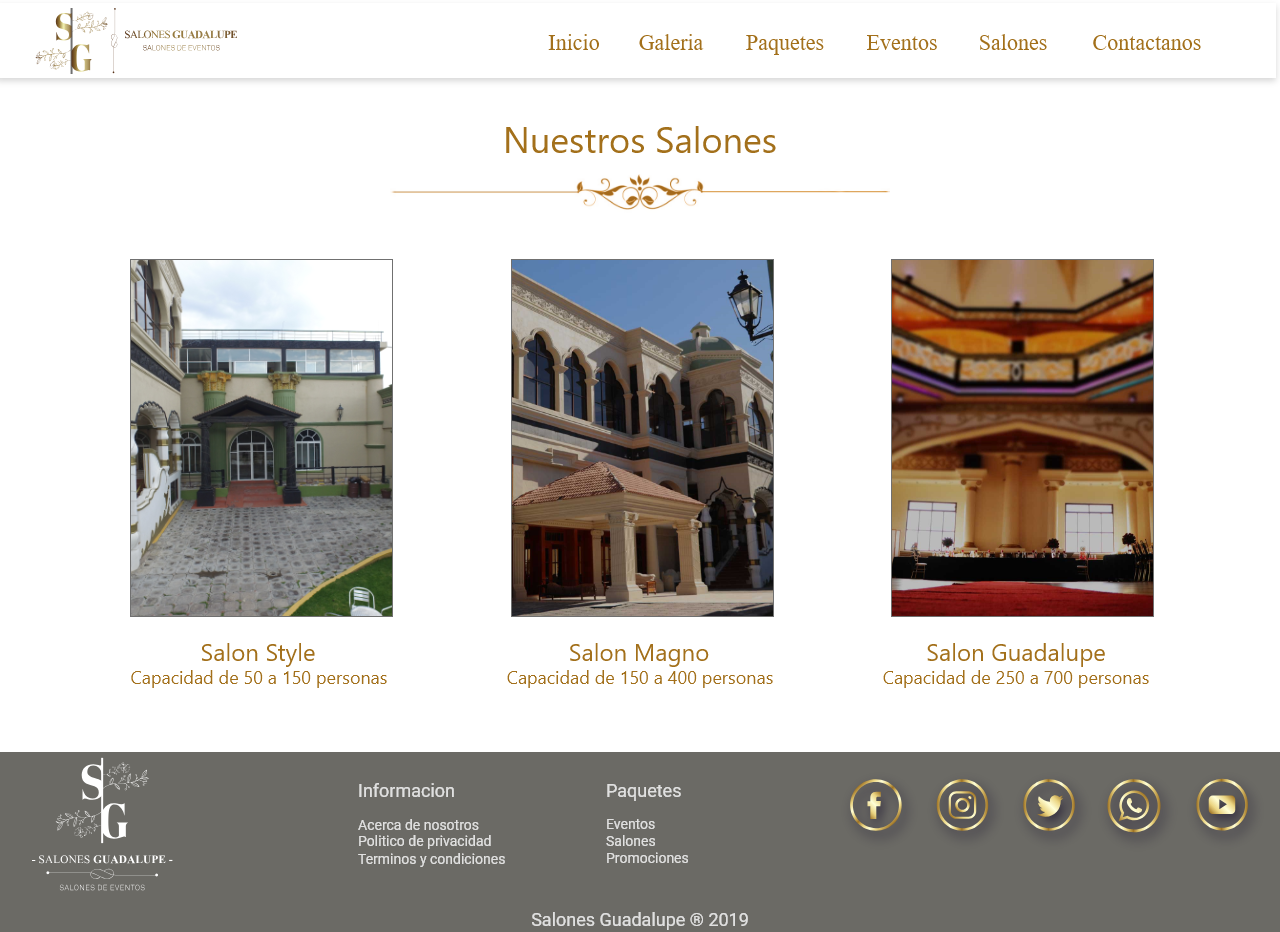 SG
SALONES GUADALUPE
SALONES DE EVENTOS
Inicio Galeria Paquetes Eventos Salones Contactanos
Nuestros Salones
Salon Style
Capacidad de 50 a 150 personas
Salon Magno
Capacidad de 150 a 400 personas
Salon Guadalupe
Capacidad de 250 a 700 personas
SG
- SALONES GUADALUPE -
SALONES DE EVENTOS
Informacion
Acerca de nosotros
Politico de privacidad
Terminos y condiciones
Paquetes
Eventos
Salones
Promociones
Salones Guadalupe ® 2019